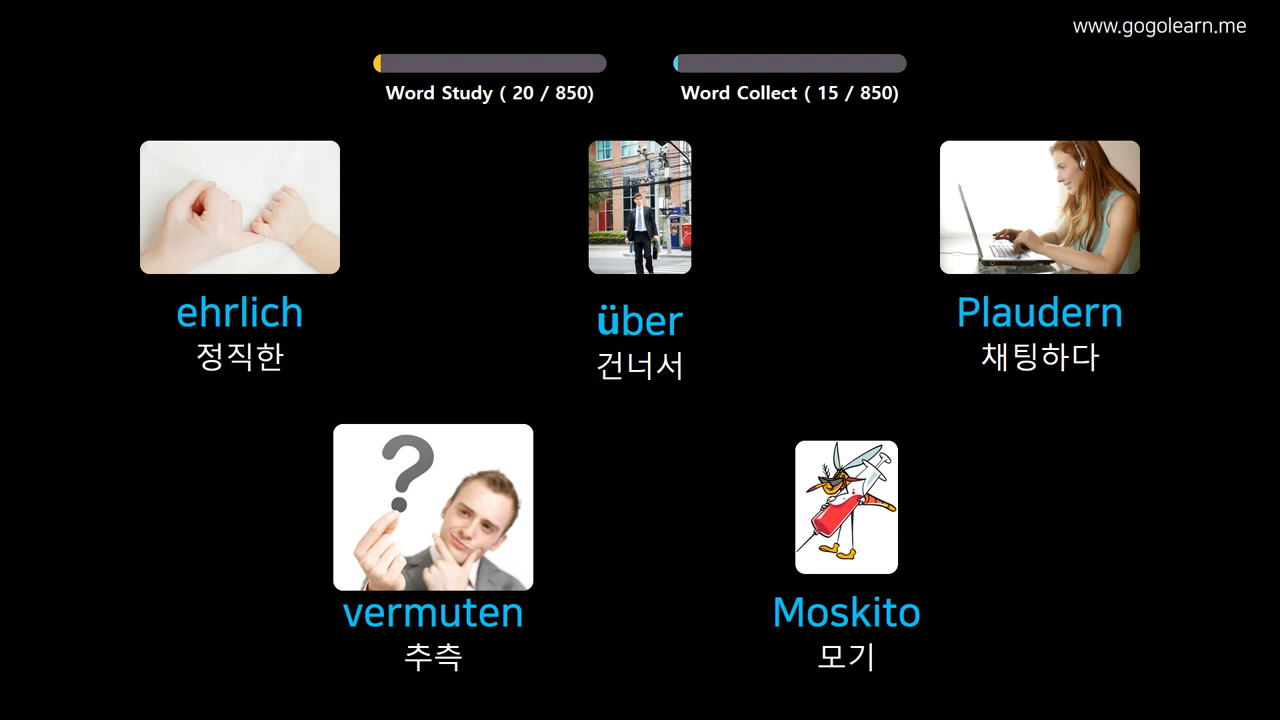 www.gogolearn.me
Word Study ( 20 / 850)
Word Collect ( 15 / 850)
ehrlich
정직한
über
건너서
Plaudern
채팅하다
vermuten
추측
Moskito
모기